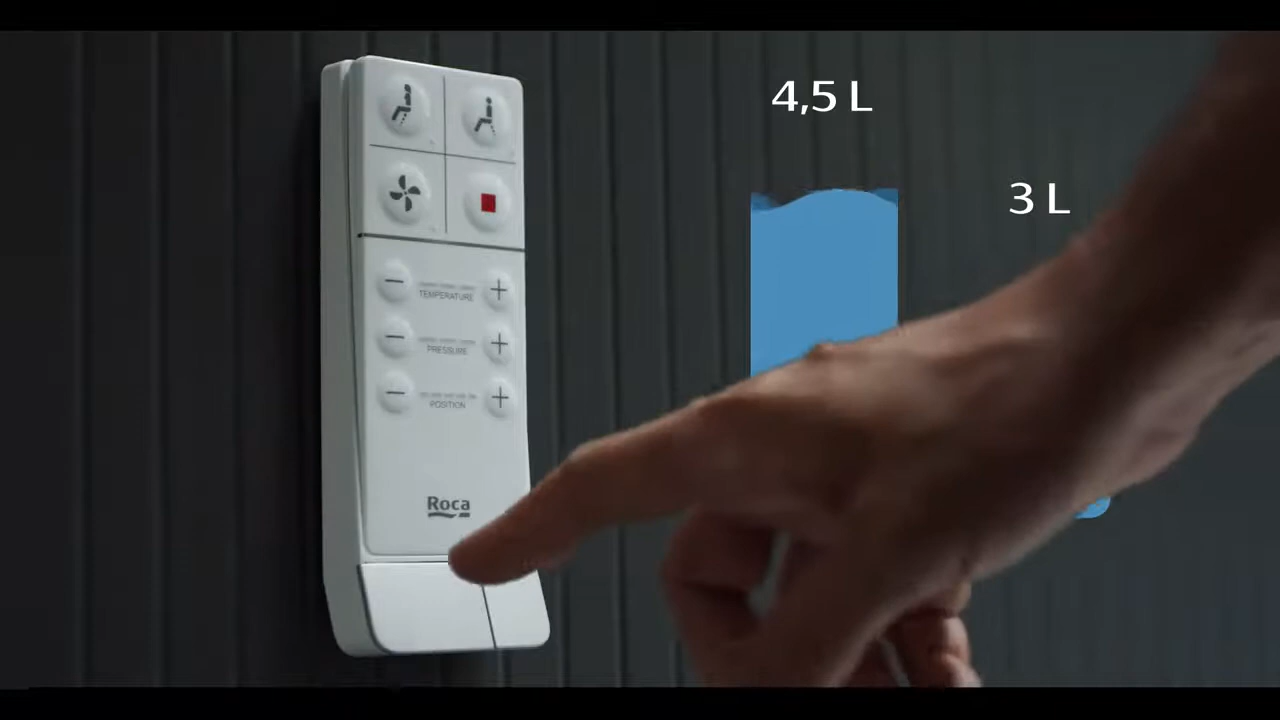 4,5 L
3 L
TEMPERATURE
PRESSURE
POSITION
Roca